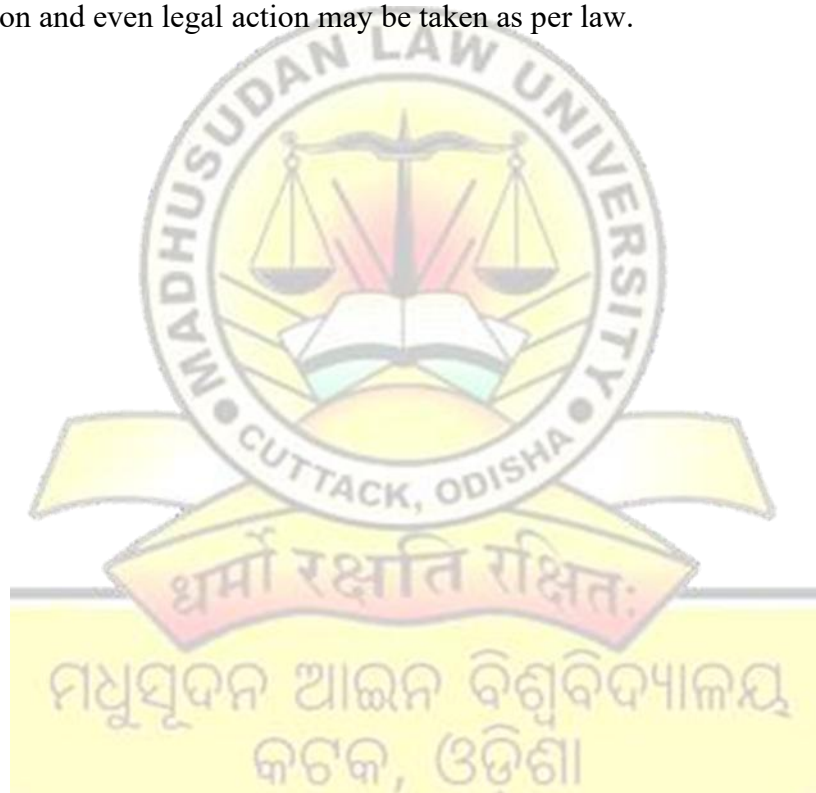 on and even legal action may be taken as per law.
MADHUSUDAN LAW UNIVERSITY
CUTTACK, ODISHA
धर्मो रक्षति रक्षितः
ମଧୁସୂଦନ ଆଇନ ବିଶ୍ୱବିଦ୍ୟାଳୟ
କଟକ, ଓଡ଼ିଶା